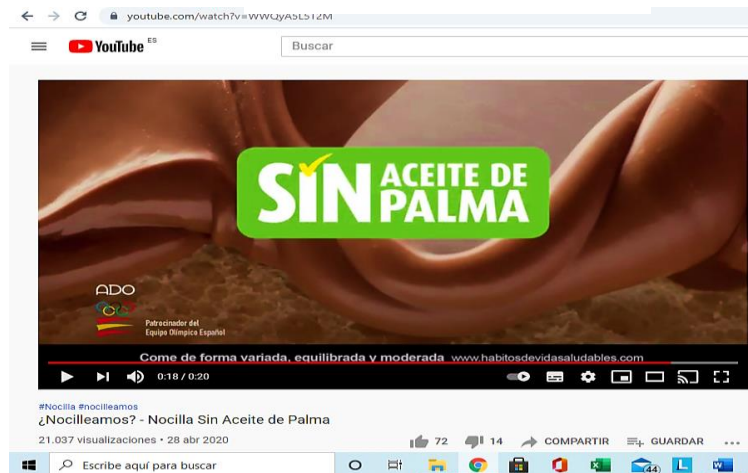 youtube.com/watch?v=WWQyA5LST2M
YouTube ES
Buscar
SIN ACEITE DE PALMA
ADO
Patrocinador del
Equipo Olímpico Español
Come de forma variada, equilibrada y moderada www.habitosdevidasaludables.com
0:18 / 0:20
#Nocilla #nocilleamos
¿Nocilleamos? - Nocilla Sin Aceite de Palma
21.037 visualizaciones • 28 abr 2020
72 14 COMPARTIR GUARDAR ...
Escribe aquí para buscar
(44) L W